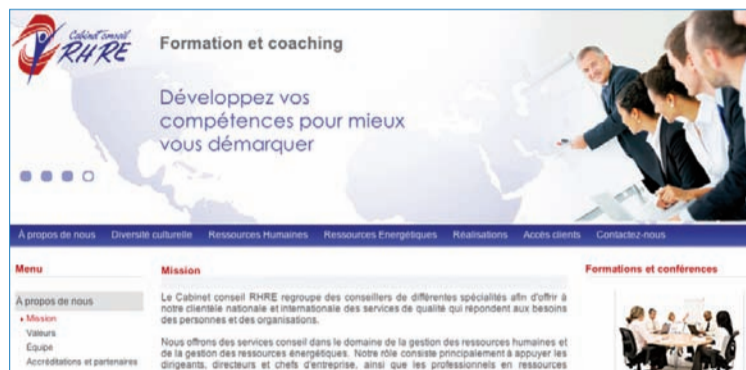 Cabinet conseil
RHRE
Formation et coaching
Développez vos
compétences pour mieux
vous démarquer
À propos de nous Diversité culturelle Ressources Humaines Ressources Énergétiques Réalisations Accès clients Contactez-nous
Menu
À propos de nous
Mission
Valeurs
Équipe
Accréditations et partenaires
Mission
Le Cabinet conseil RHRE regroupe des conseillers de différentes spécialités afin d'offrir à
notre clientèle nationale et internationale des services de qualité qui répondent aux besoins
des personnes et des organisations.
Nous offrons des services conseil dans le domaine de la gestion des ressources humaines et
de la gestion des ressources énergétiques. Notre rôle consiste principalement à appuyer les
dirigeants, directeurs et chefs d'entreprise, ainsi que les professionnels en ressources
Formations et conférences